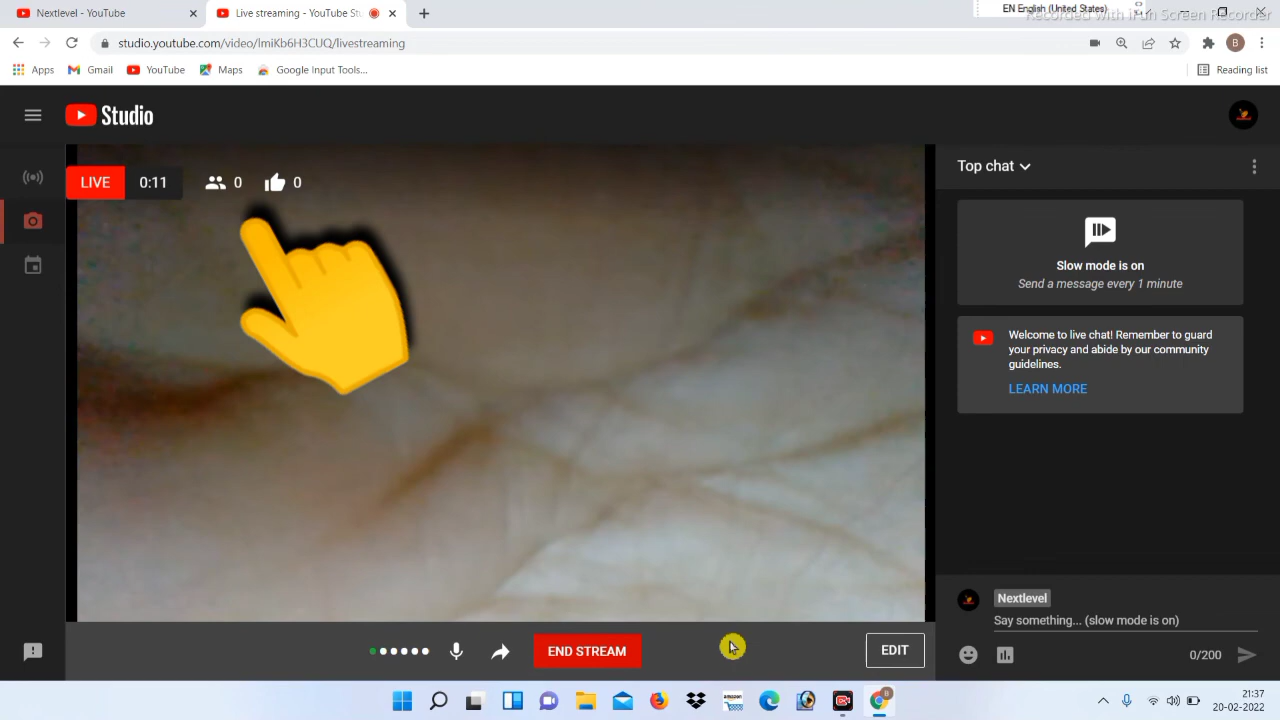 Nextlevel - YouTube
Live streaming - YouTube Stu
EN English (United States)
Recorded with iFun Screen Recorder
studio.youtube.com/video/lmiKb6H3CUQ/livestreaming
B
Apps
Gmail
YouTube
Maps
Google Input Tools...
Reading list
Studio
LIVE
0:11
0
0
Top chat
Slow mode is on
Send a message every 1 minute
Welcome to live chat! Remember to guard
your privacy and abide by our community
guidelines.
LEARN MORE
Nextlevel
Say something... (slow mode is on)
0/200
END STREAM
EDIT
21:37
20-02-2022